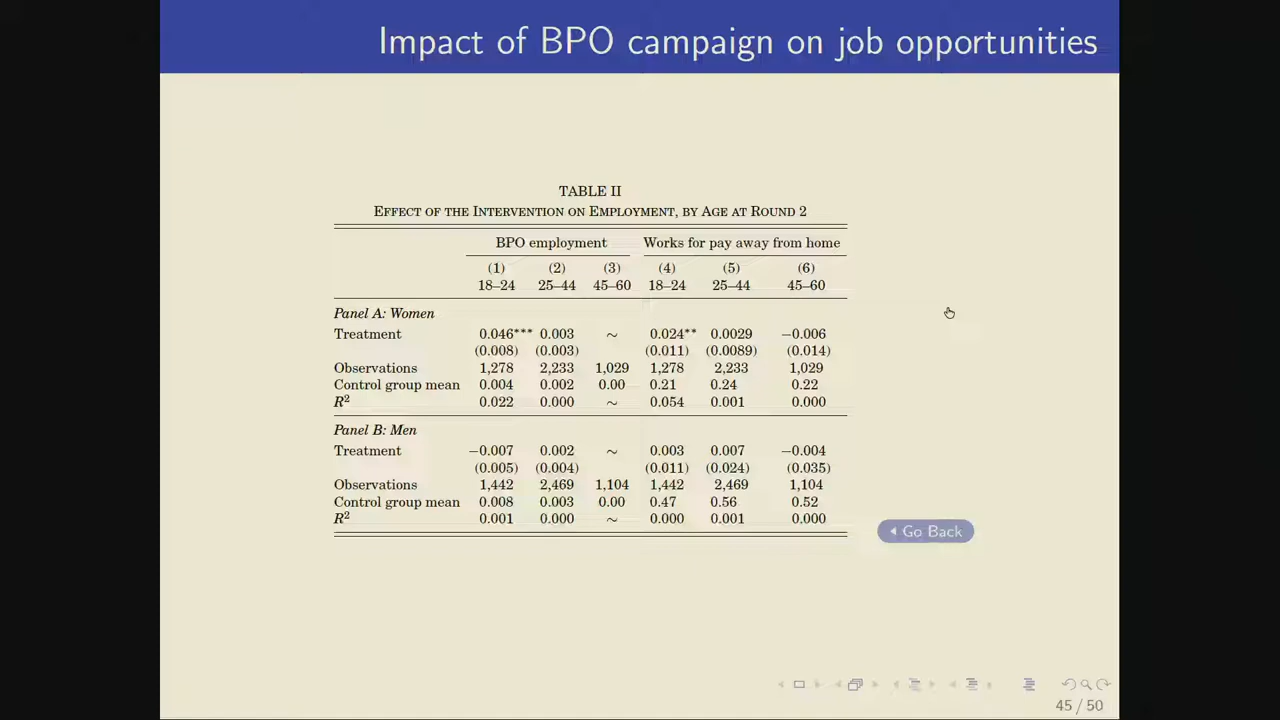 Impact of BPO campaign on job opportunities
TABLE II
EFFECT OF THE INTERVENTION ON EMPLOYMENT, BY AGE AT ROUND 2
BPO employment Works for pay away from home
(1) (2) (3) (4) (5) (6)
18–24 25–44 45–60 18–24 25–44 45–60
Panel A: Women
Treatment 0.046*** 0.003 ~ 0.024** 0.0029 −0.006
(0.008) (0.003) (0.011) (0.0089) (0.014)
Observations 1,278 2,233 1,029 1,278 2,233 1,029
Control group mean 0.004 0.002 0.00 0.21 0.24 0.22
R² 0.022 0.000 ~ 0.054 0.001 0.000
Panel B: Men
Treatment −0.007 0.002 ~ 0.003 0.007 −0.004
(0.005) (0.004) (0.011) (0.024) (0.035)
Observations 1,442 2,469 1,104 1,442 2,469 1,104
Control group mean 0.008 0.003 0.00 0.47 0.56 0.52
R² 0.001 0.000 ~ 0.000 0.001 0.000
Go Back
45 / 50